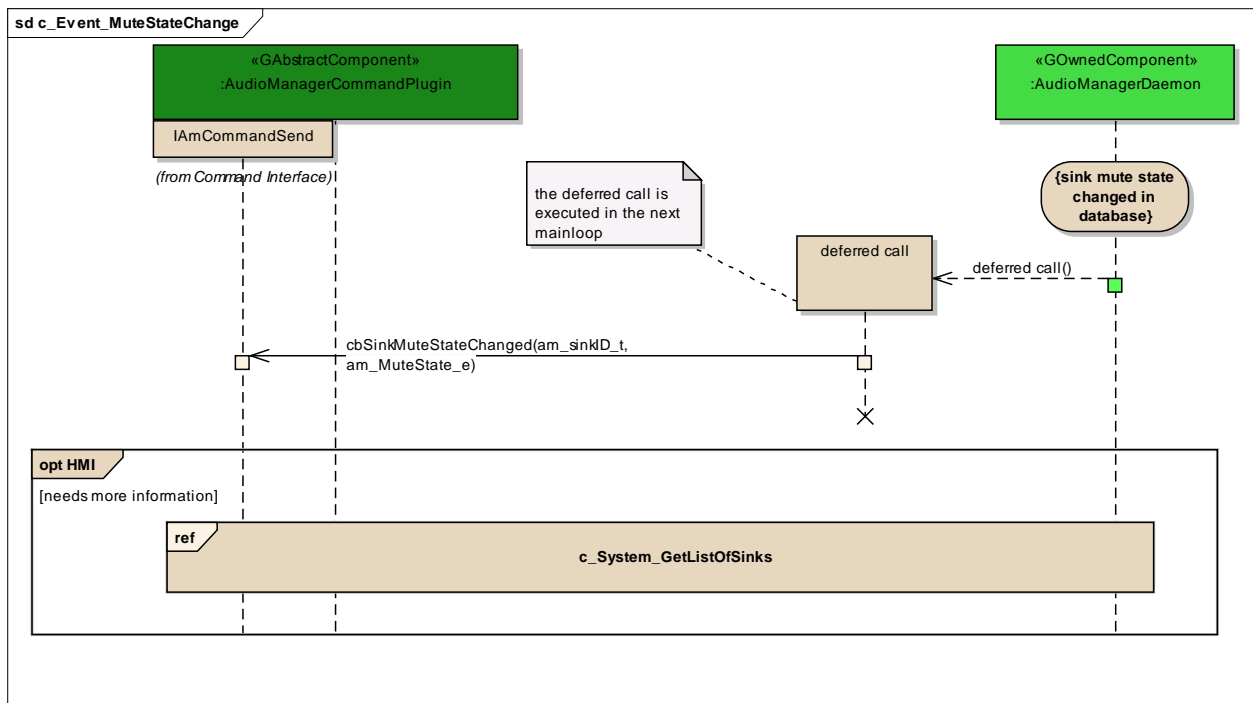 sd c_Event_MuteStateChange
«GAbstractComponent»
:AudioManagerCommandPlugin
«GOwnedComponent»
:AudioManagerDaemon
IAmCommandSend
(from Command Interface)
{sink mute state
changed in
database}
the deferred call is
executed in the next
mainloop
deferred call
deferred call()
cbSinkMuteStateChanged(am_sinkID_t,
am_MuteState_e)
opt HMI
[needs more information]
ref
c_System_GetListOfSinks